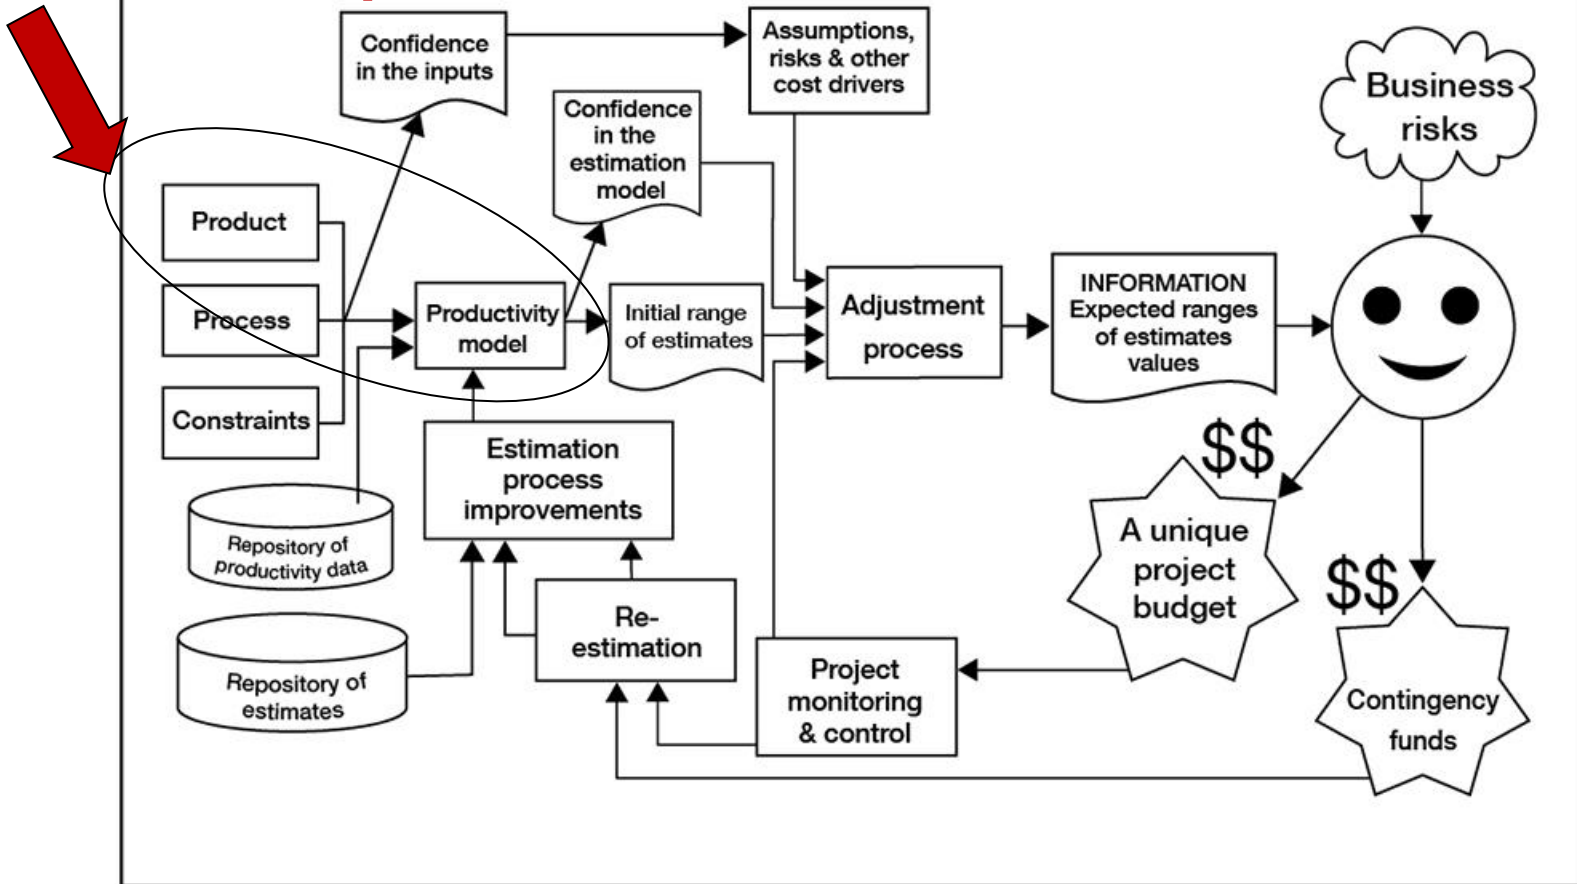 Confidence
in the inputs
Assumptions,
risks & other
cost drivers
Confidence
in the
estimation
model
Business
risks
Product
Process
Constraints
Productivity
model
Initial range
of estimates
Adjustment
process
INFORMATION
Expected ranges
of estimates
values
Estimation
process
improvements
Repository of
productivity data
Repository of
estimates
Re-
estimation
Project
monitoring
& control
$$
A unique
project
budget
$$
Contingency
funds